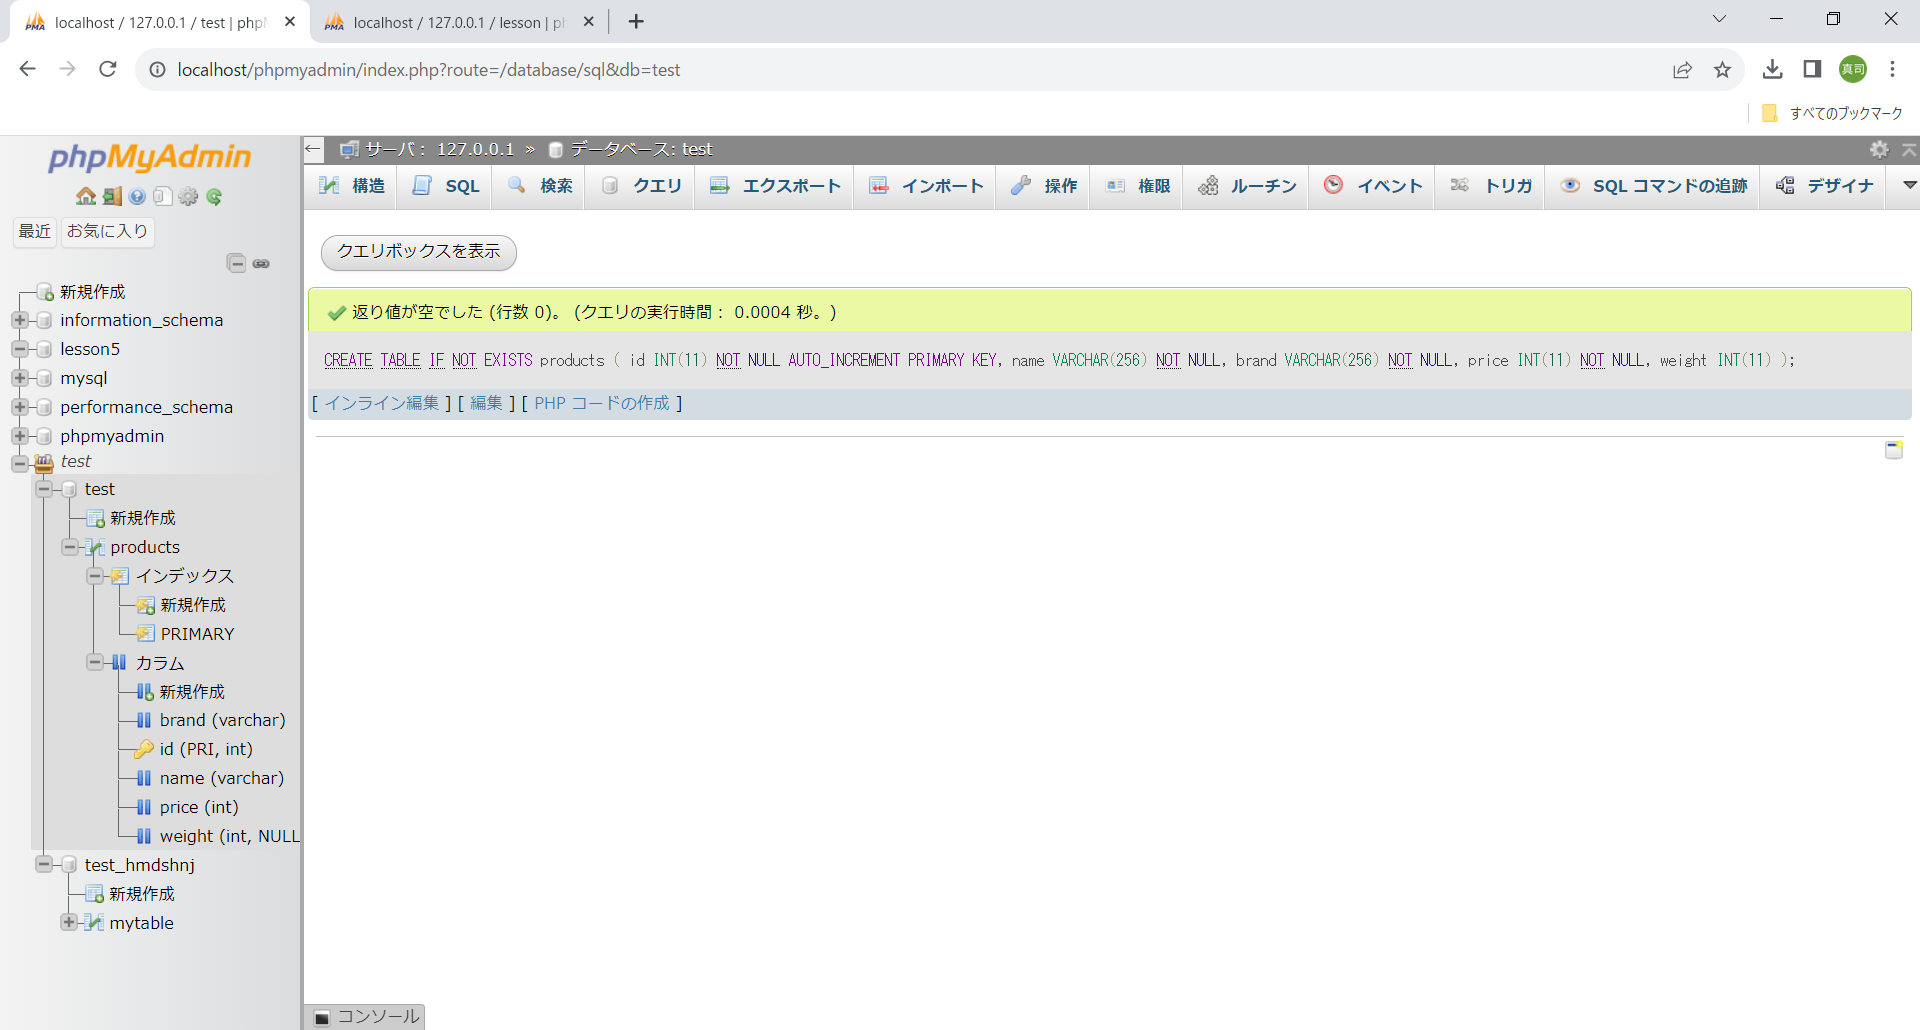 localhost / 127.0.0.1 / test | phpM
localhost / 127.0.0.1 / lesson | ph
localhost/phpmyadmin/index.php?route=/database/sql&db=test
真司
すべてのブックマーク
phpMyAdmin
最近 お気に入り
新規作成
information_schema
lesson5
mysql
performance_schema
phpmyadmin
test
test
新規作成
products
インデックス
新規作成
PRIMARY
カラム
新規作成
brand (varchar)
id (PRI, int)
name (varchar)
price (int)
weight (int, NULL
test_hmdshnj
新規作成
mytable
← サーバ： 127.0.0.1 » データベース: test
構造 SQL 検索 クエリ エクスポート インポート 操作 権限 ルーチン イベント トリガ SQL コマンドの追跡 デザイナ
クエリボックスを表示
返り値が空でした (行数 0)。 (クエリの実行時間： 0.0004 秒。)
CREATE TABLE IF NOT EXISTS products ( id INT(11) NOT NULL AUTO_INCREMENT PRIMARY KEY, name VARCHAR(256) NOT NULL, brand VARCHAR(256) NOT NULL, price INT(11) NOT NULL, weight INT(11) );
[ インライン編集 ] [ 編集 ] [ PHP コードの作成 ]
コンソール